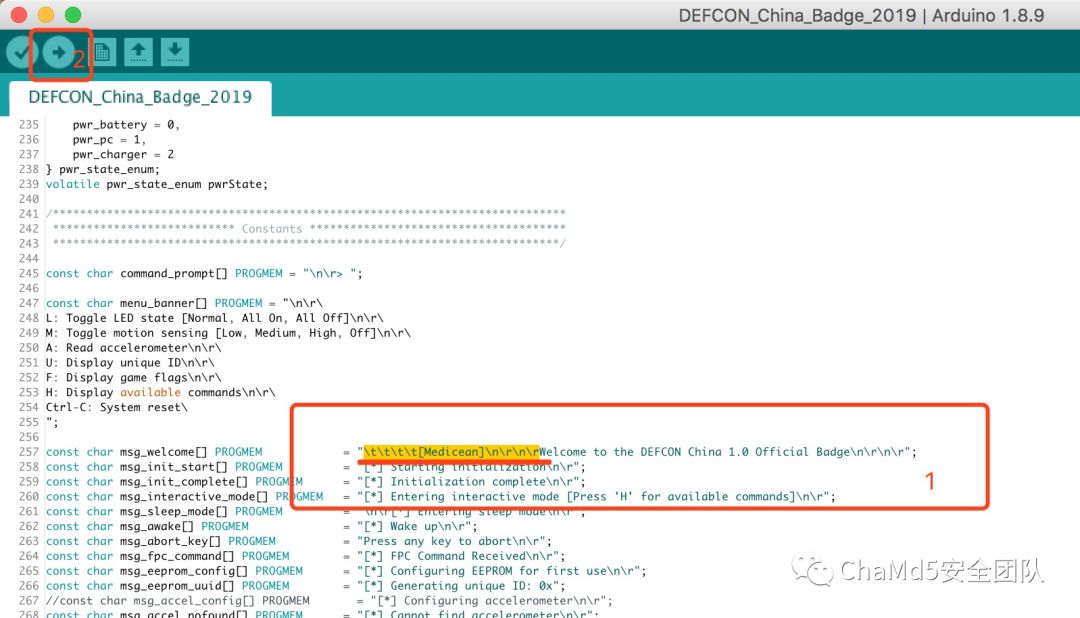 DEFCON_China_Badge_2019 | Arduino 1.8.9
2
DEFCON_China_Badge_2019
235     pwr_battery = 0,
236     pwr_pc = 1,
237     pwr_charger = 2
238 } pwr_state_enum;
239 volatile pwr_state_enum pwrState;
240
241 /****************************************************************************
242  *************************** Constants **************************************
243  ***************************************************************************/
244
245 const char command_prompt[] PROGMEM = "\n\r> ";
246
247 const char menu_banner[] PROGMEM = "\n\r\
248 L: Toggle LED state [Normal, All On, All Off]\n\r\
249 M: Toggle motion sensing [Low, Medium, High, Off]\n\r\
250 A: Read accelerometer\n\r\
251 U: Display unique ID\n\r\
252 F: Display game flags\n\r\
253 H: Display available commands\n\r\
254 Ctrl-C: System reset\
255 ";
256
257 const char msg_welcome[] PROGMEM            = "\t\t\t\t[Medicean]\n\r\n\rWelcome to the DEFCON China 1.0 Official Badge\n\r\n\r";
258 const char msg_init_start[] PROGMEM         = "[*] Starting initialization\n\r";
259 const char msg_init_complete[] PROGMEM      = "[*] Initialization complete\n\r";
260 const char msg_interactive_mode[] PROGMEM   = "[*] Entering interactive mode [Press 'H' for available commands]\n\r";
1
261 const char msg_sleep_mode[] PROGMEM         = "\n\r[*] Entering sleep mode\n\r";
262 const char msg_awake[] PROGMEM              = "[*] Wake up\n\r";
263 const char msg_abort_key[] PROGMEM          = "Press any key to abort\n\r";
264 const char msg_fpc_command[] PROGMEM        = "[*] FPC Command Received\n\r";
265 const char msg_eeprom_config[] PROGMEM      = "[*] Configuring EEPROM for first use\n\r";
266 const char msg_eeprom_uuid[] PROGMEM        = "[*] Generating unique ID: 0x";
267 //const char msg_accel_config[] PROGMEM       = "[*] Configuring accelerometer\n\r";
268 const char msg_accel_nofound[] PROGMEM      = "[*] Cannot find accelerometer\n\r";
ChaMd5安全团队